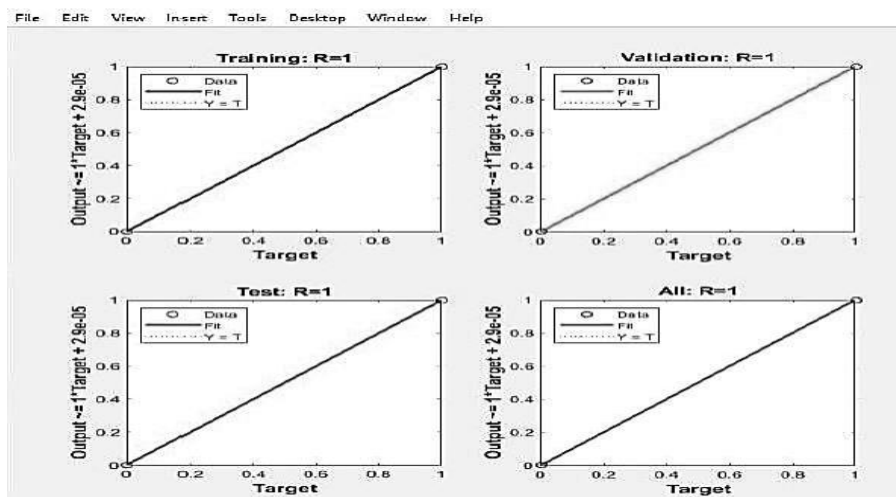 File Edit View Insert Tools Desktop Window Help
Training: R=1
Output ~= 1*Target + 2.9e-05
1
0.8
0.6
0.4
0.2
0
Data
Fit
Y = T
0 0.2 0.4 0.6 0.8 1
Target
Validation: R=1
Output ~= 1*Target + 2.9e-05
1
0.8
0.6
0.4
0.2
0
Data
Fit
Y = T
0 0.2 0.4 0.6 0.8 1
Target
Test: R=1
Output ~= 1*Target + 2.9e-05
1
0.8
0.6
0.4
0.2
0
Data
Fit
Y = T
0 0.2 0.4 0.6 0.8 1
Target
All: R=1
Output ~= 1*Target + 2.9e-05
1
0.8
0.6
0.4
0.2
0
Data
Fit
Y = T
0 0.2 0.4 0.6 0.8 1
Target